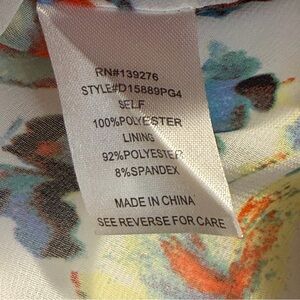 RN#139276
STYLE#D15889PG4
SELF
100%POLYESTER
LINING
92%POLYESTER
8%SPANDEX
MADE IN CHINA
SEE REVERSE FOR CARE